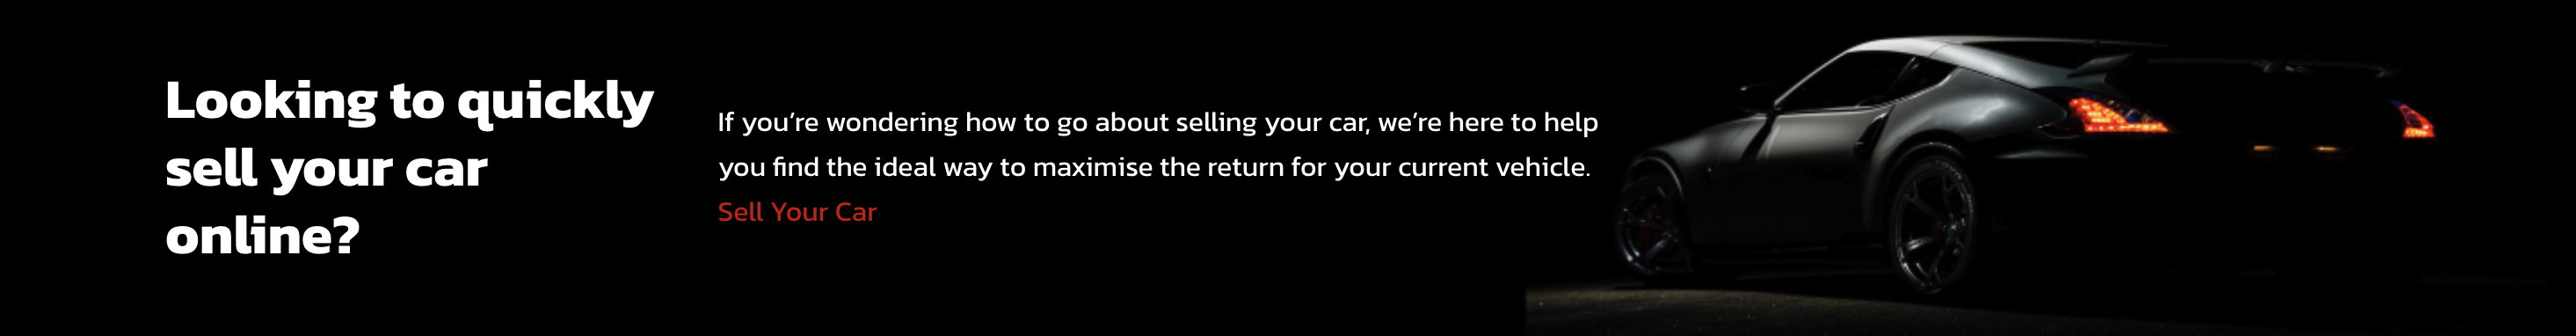 Looking to quickly
sell your car
online?
If you’re wondering how to go about selling your car, we’re here to help
you find the ideal way to maximise the return for your current vehicle.
Sell Your Car